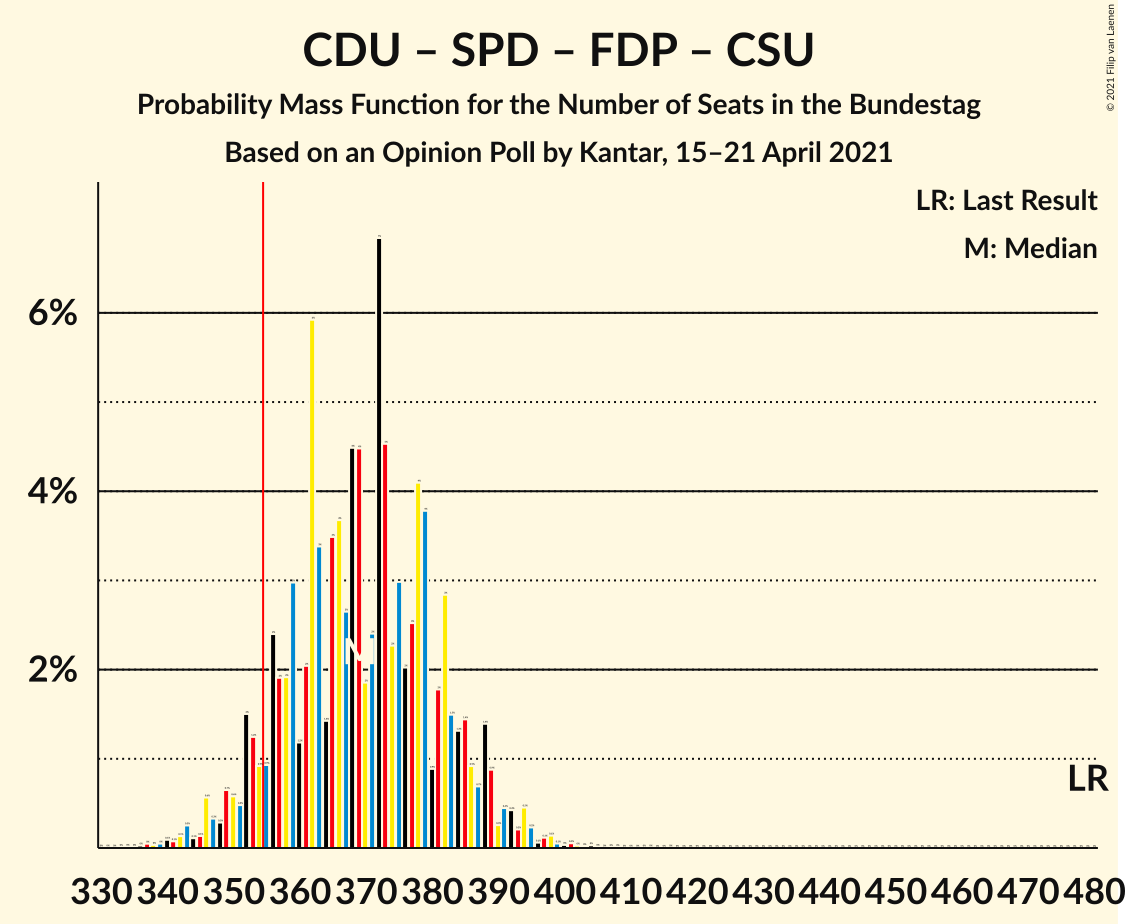 CDU – SPD – FDP – CSU
Probability Mass Function for the Number of Seats in the Bundestag
Based on an Opinion Poll by Kantar, 15–21 April 2021
© 2021 Filip van Laenen
LR: Last Result
M: Median
6%
4%
2%
M
LR
330 340 350 360 370 380 390 400 410 420 430 440 450 460 470 480